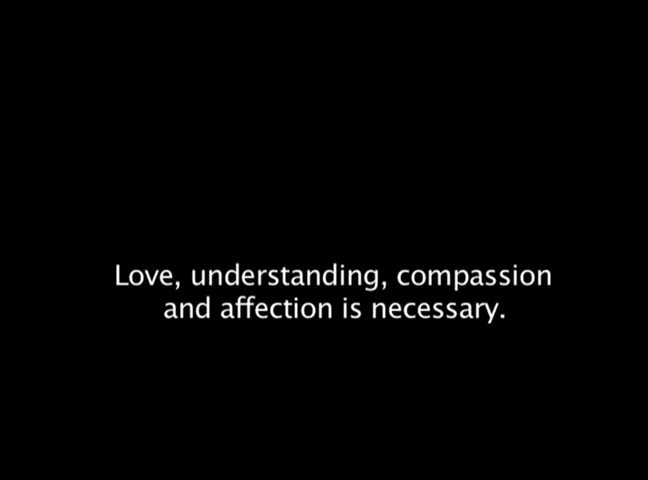 Love, understanding, compassion
and affection is necessary.